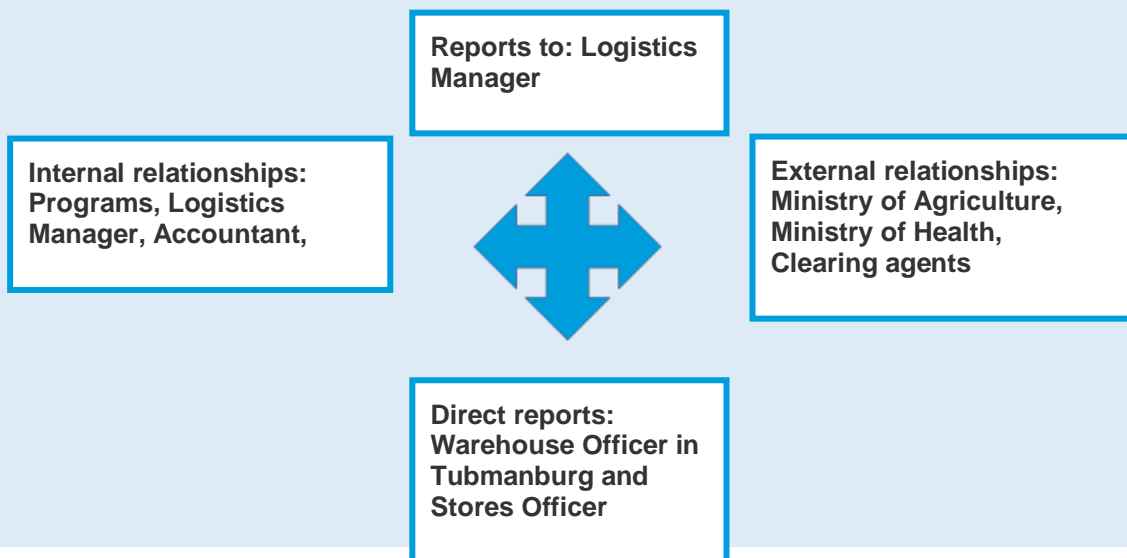 Reports to: Logistics
Manager
Internal relationships:
Programs, Logistics
Manager, Accountant,
External relationships:
Ministry of Agriculture,
Ministry of Health,
Clearing agents
Direct reports:
Warehouse Officer in
Tubmanburg and
Stores Officer